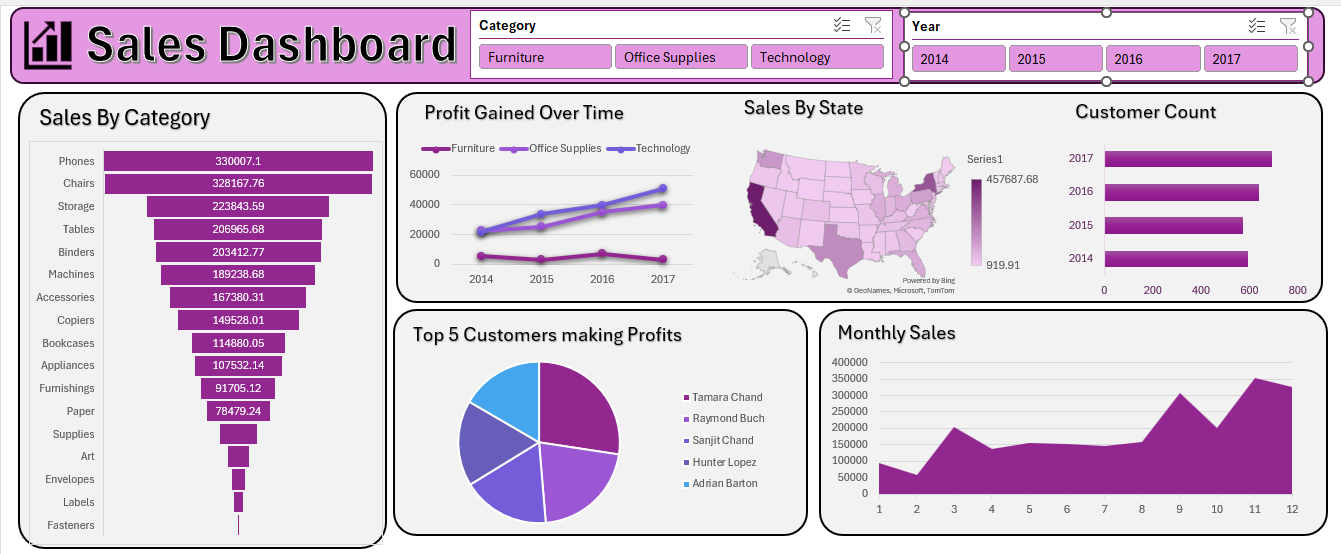 Sales Dashboard
Category
Furniture Office Supplies Technology
Year
2014 2015 2016 2017
Sales By Category
Phones 330007.1
Chairs 328167.76
Storage 223843.59
Tables 206965.68
Binders 203412.77
Machines 189238.68
Accessories 167380.31
Copiers 149528.01
Bookcases 114880.05
Appliances 107532.14
Furnishings 91705.12
Paper 78479.24
Supplies
Art
Envelopes
Labels
Fasteners
Profit Gained Over Time
Furniture Office Supplies Technology
60000
40000
20000
0
2014 2015 2016 2017
Sales By State
Series1
457687.68
919.91
Powered by Bing
© GeoNames, Microsoft, TomTom
Customer Count
2017
2016
2015
2014
0 200 400 600 800
Top 5 Customers making Profits
Tamara Chand
Raymond Buch
Sanjit Chand
Hunter Lopez
Adrian Barton
Monthly Sales
400000
350000
300000
250000
200000
150000
100000
50000
0
1 2 3 4 5 6 7 8 9 10 11 12